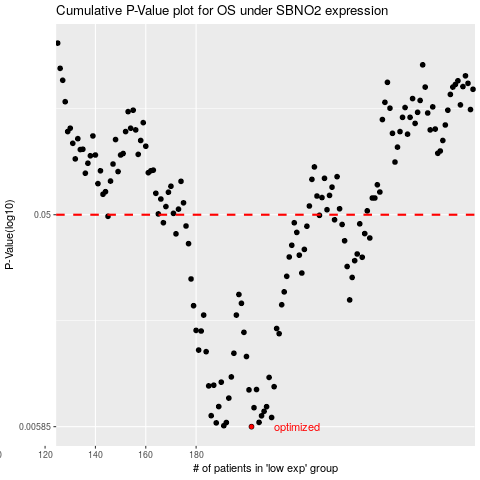 Cumulative P-Value plot for OS under SBNO2 expression
P-Value(log10)
0.05
0.00585
optimized
0 120 140 160 180
# of patients in 'low exp' group